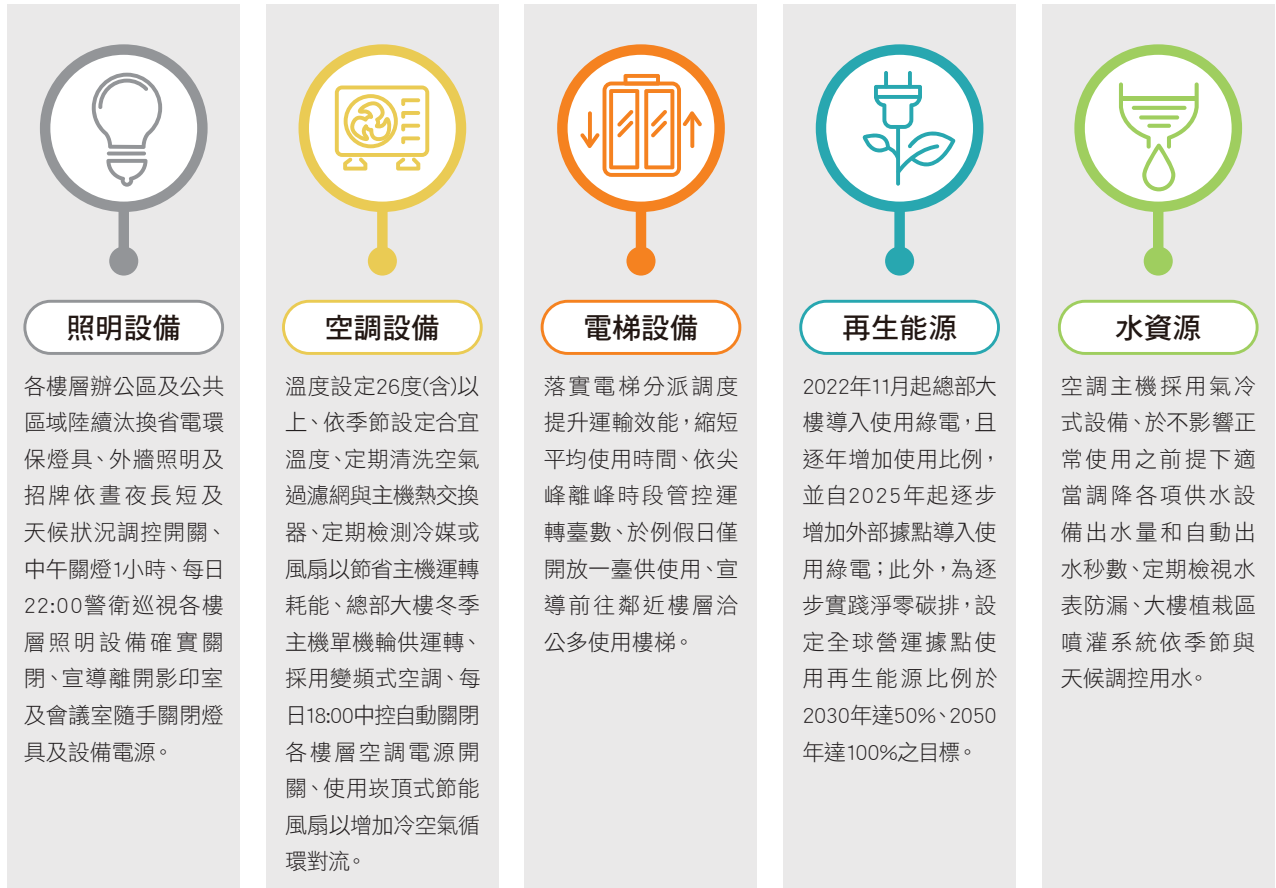 照明設備
各樓層辦公區及公共
區域陸續汰換省電環
保燈具、外牆照明及
招牌依晝夜長短及
天候狀況調控開關、
中午關燈1小時、每日
22:00警衛巡視各樓
層照明設備確實關
閉、宣導離開影印室
及會議室隨手關閉燈
具及設備電源。
空調設備
溫度設定26度(含)以
上、依季節設定合宜
溫度、定期清洗空氣
過濾網與主機熱交換
器、定期檢測冷媒或
風扇以節省主機運轉
耗能、總部大樓冬季
主機單機輪供運轉、
採用變頻式空調、每
日18:00中控自動關閉
各樓層空調電源開
關、使用崁頂式節能
風扇以增加冷空氣循
環對流。
電梯設備
落實電梯分派調度
提升運輸效能，縮短
平均使用時間、依尖
峰離峰時段管控運
轉臺數、於例假日僅
開放一臺供使用、宣
導前往鄰近樓層洽
公多使用樓梯。
再生能源
2022年11月起總部大
樓導入使用綠電，且
逐年增加使用比例，
並自2025年起逐步
增加外部據點導入使
用綠電；此外，為逐
步實踐淨零碳排，設
定全球營運據點使
用再生能源比例於
2030年達50%、2050
年達100%之目標。
水資源
空調主機採用氣冷
式設備、於不影響正
常使用之前提下適
當調降各項供水設
備出水量和自動出
水秒數、定期檢視水
表防漏、大樓植栽區
噴灌系統依季節與
天候調控用水。